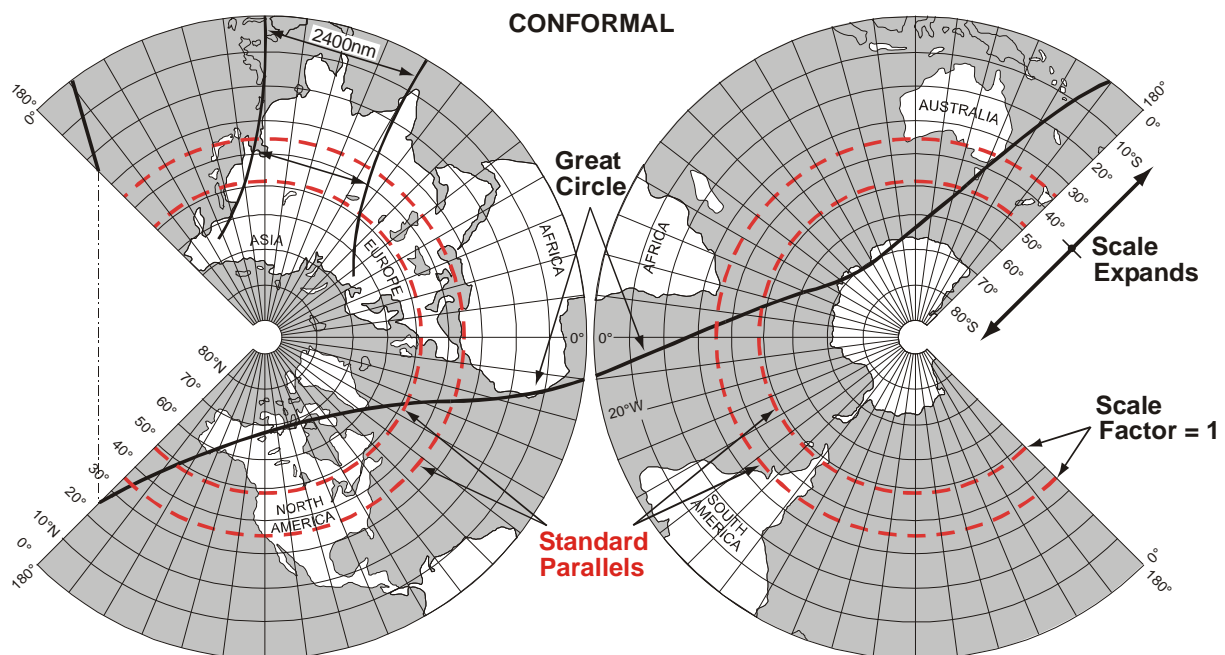 CONFORMAL
2400nm
180°
0°
ASIA
EUROPE
AFRICA
0°
80°N
70°
60°
50°
40°
30°
20°
10°N
0°
180°
NORTH
AMERICA
Great
Circle
Standard
Parallels
AUSTRALIA
180°
0°
10°S
20°
30°
40°
50°
60°
70°
80°S
Scale
Expands
AFRICA
0°
20°W
SOUTH
AMERICA
Scale
Factor = 1
0°
180°